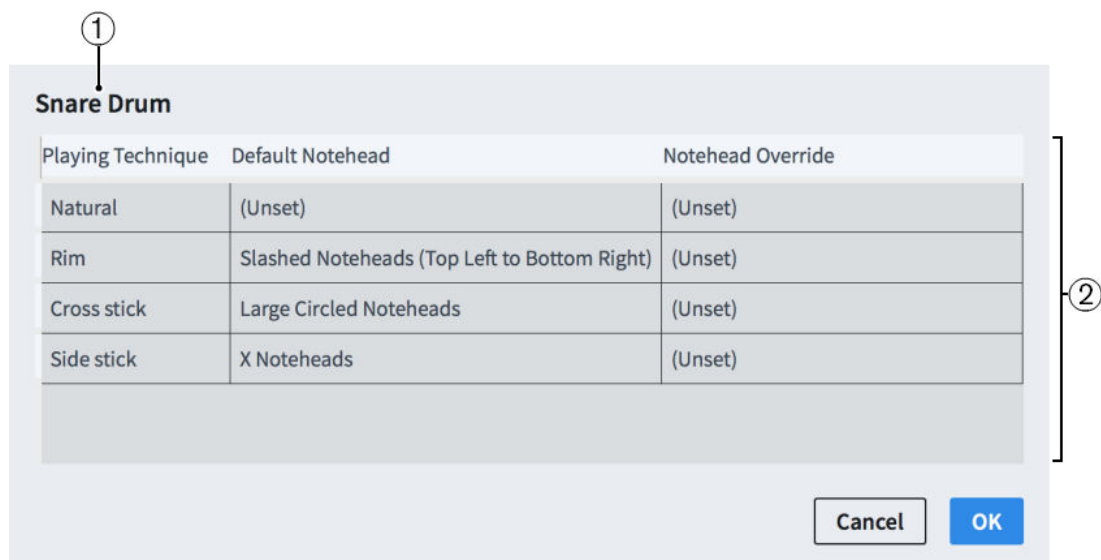 ①
Snare Drum
Playing Technique Default Notehead Notehead Override
Natural (Unset) (Unset)
Rim Slashed Noteheads (Top Left to Bottom Right) (Unset)
Cross stick Large Circled Noteheads (Unset)
②
Side stick X Noteheads (Unset)
Cancel OK